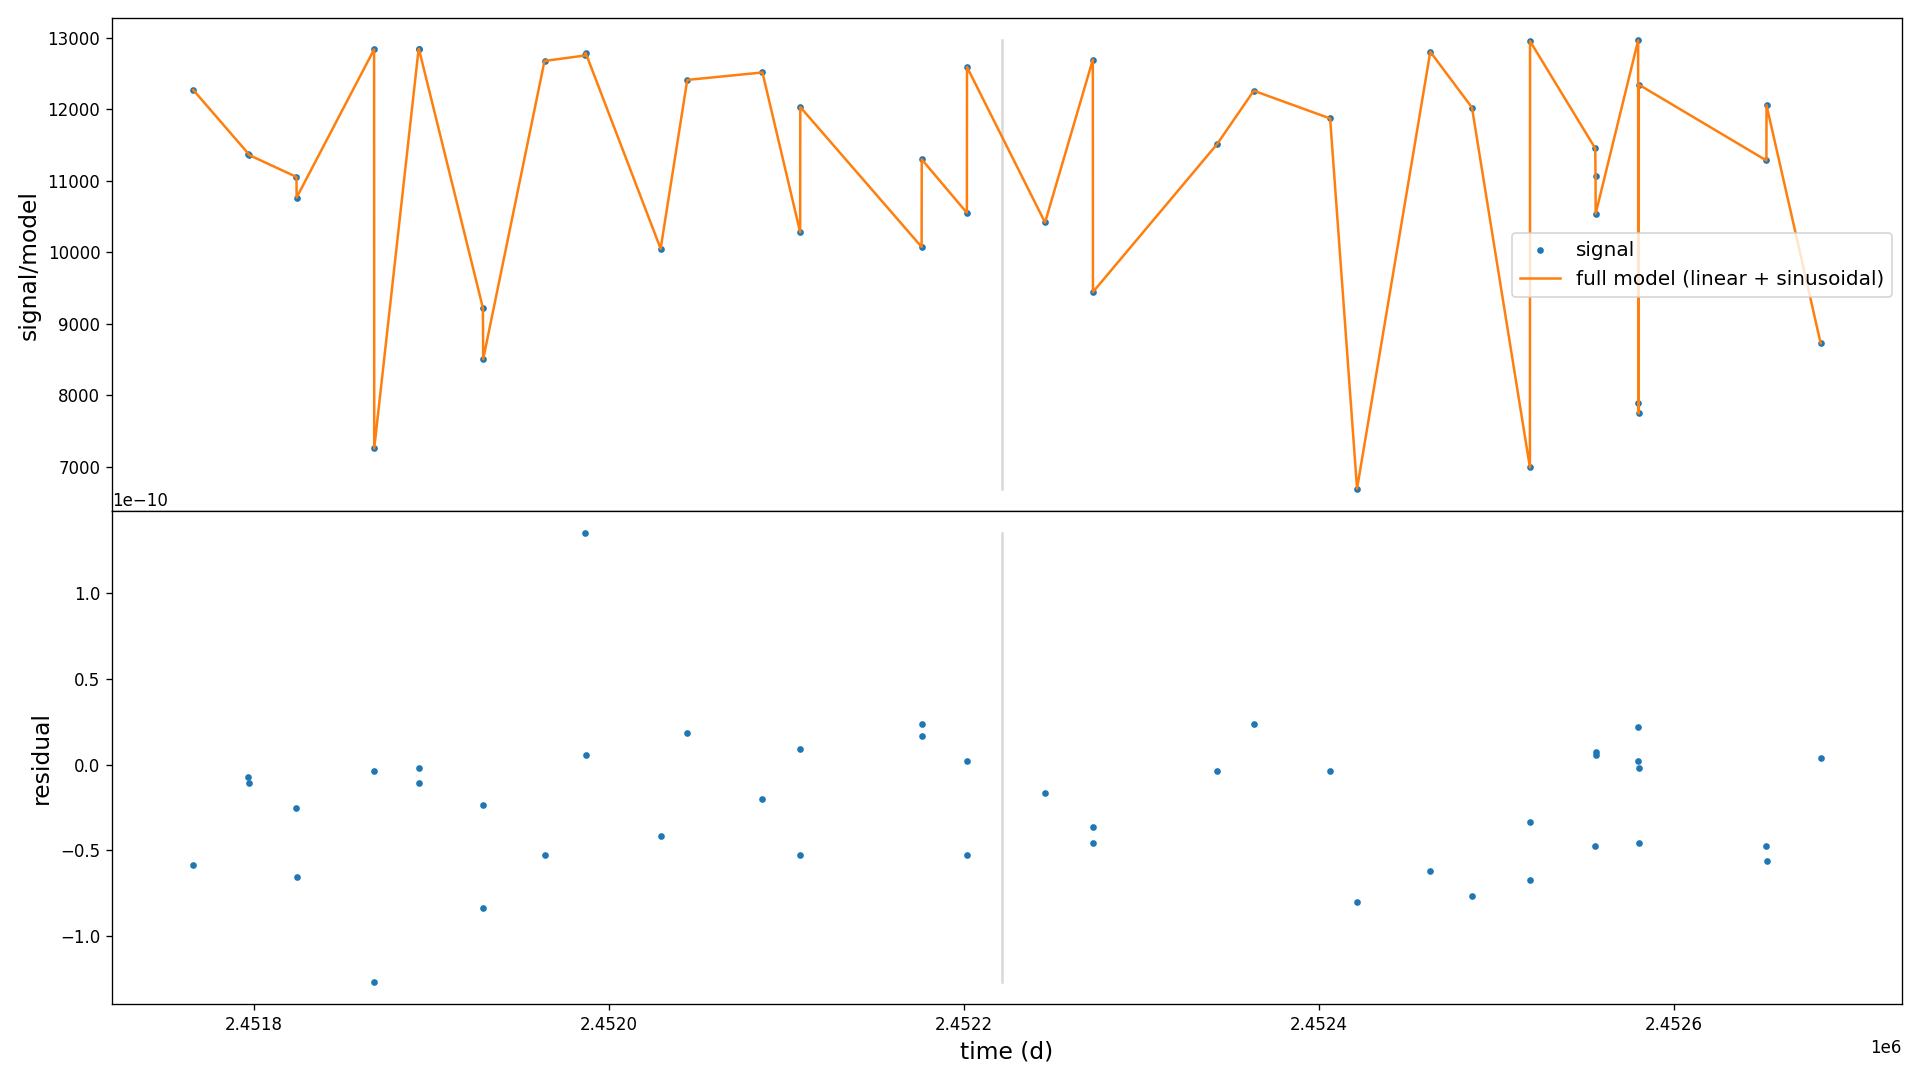 13000
12000
11000
10000
9000
8000
7000
signal/model
signal
full model (linear + sinusoidal)
1e−10
1.0
0.5
0.0
−0.5
−1.0
residual
2.4518
2.4520
2.4522
2.4524
2.4526
1e6
time (d)